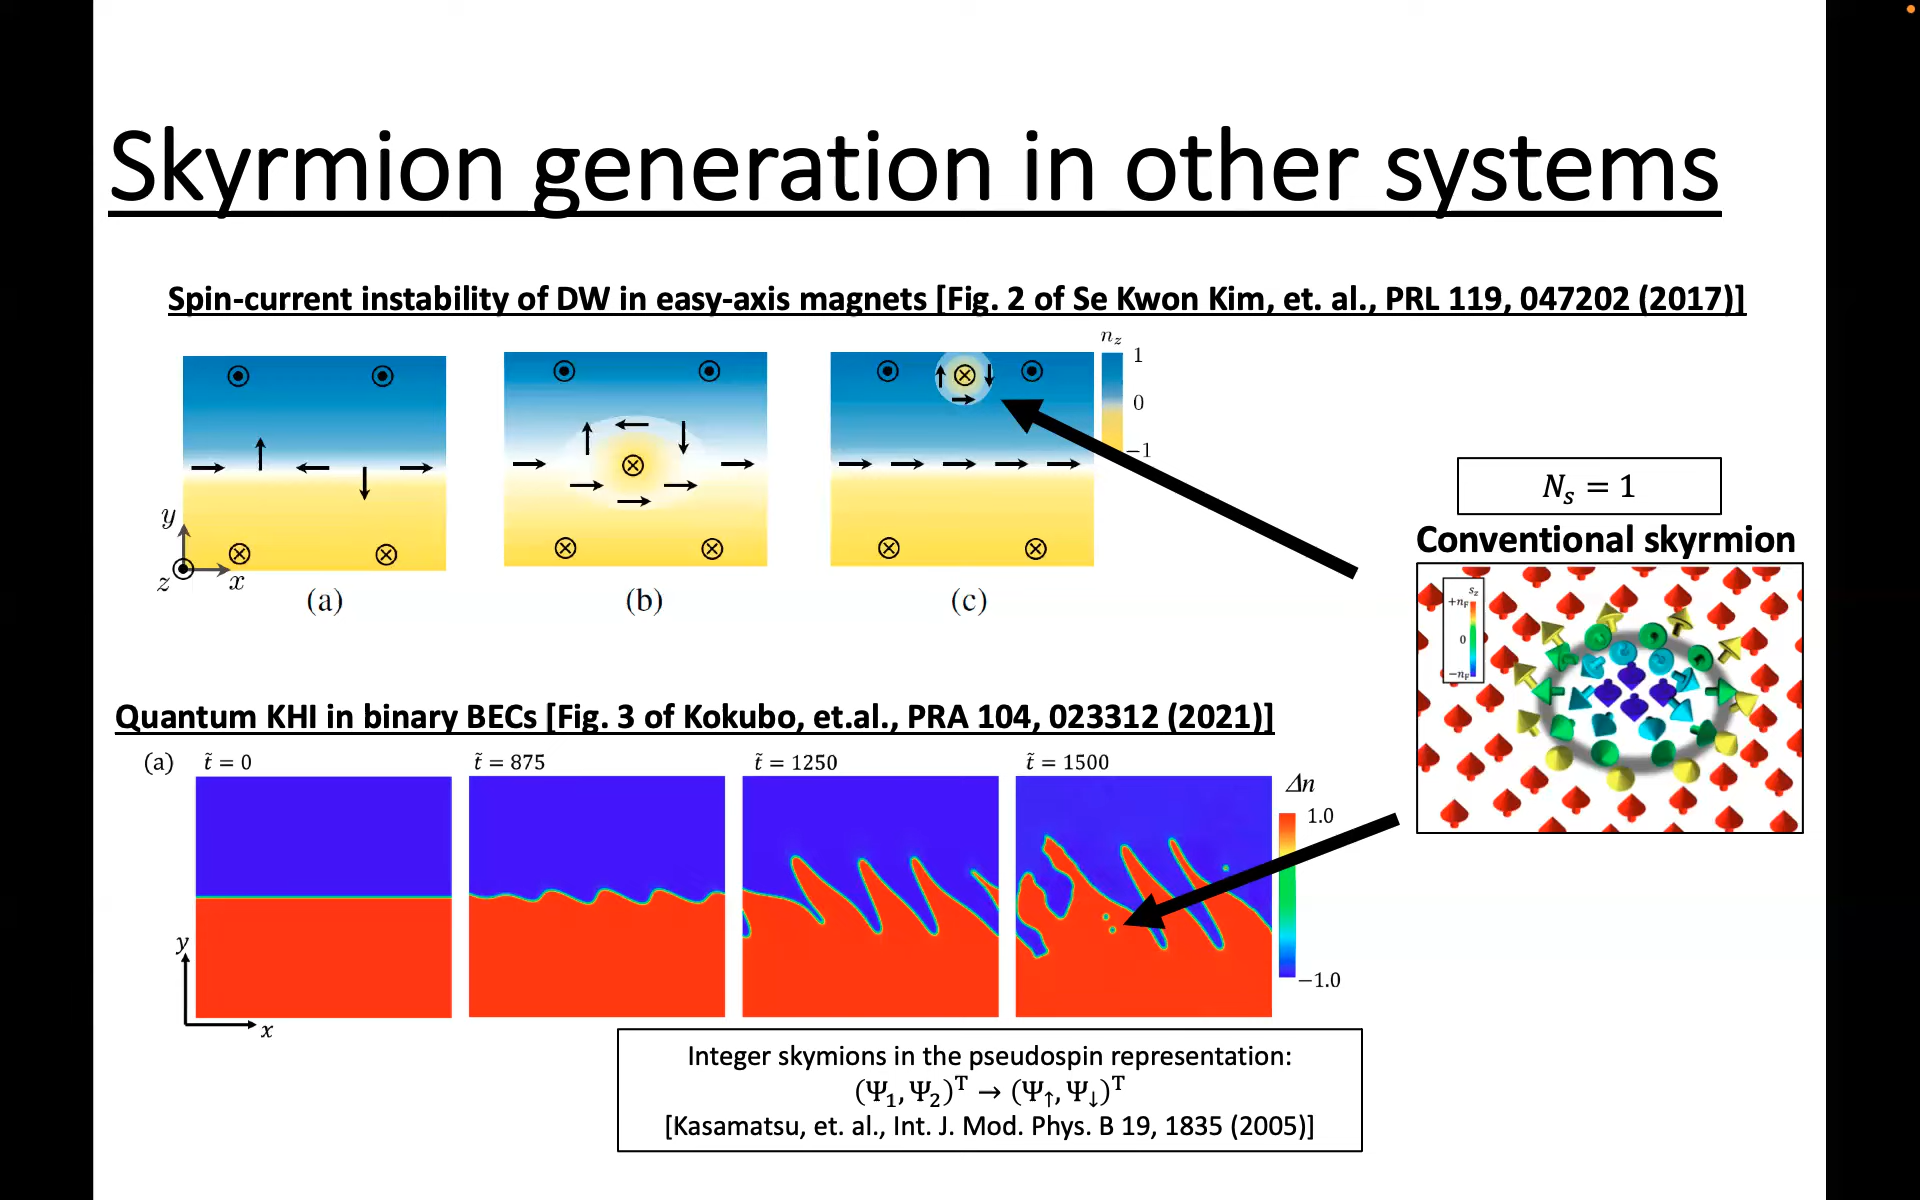 Skyrmion generation in other systems
Spin-current instability of DW in easy-axis magnets [Fig. 2 of Se Kwon Kim, et. al., PRL 119, 047202 (2017)]
n_z
1
0
−1
y
z
x
(a)
(b)
(c)
N_s = 1
Conventional skyrmion
s_z
+n_F
0
−n_F
Quantum KHI in binary BECs [Fig. 3 of Kokubo, et.al., PRA 104, 023312 (2021)]
(a)
t̃ = 0
t̃ = 875
t̃ = 1250
t̃ = 1500
Δn
1.0
−1.0
y
x
Integer skymions in the pseudospin representation:
(Ψ₁, Ψ₂)ᵀ → (Ψ↑, Ψ↓)ᵀ
[Kasamatsu, et. al., Int. J. Mod. Phys. B 19, 1835 (2005)]